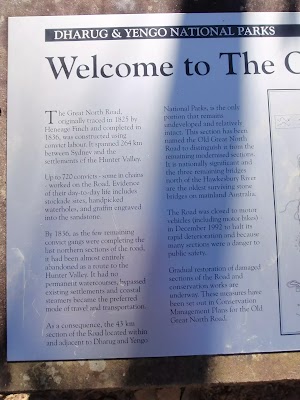 DHARUG & YENGO NATIONAL PARKS
Welcome to The
The Great North Road,
originally traced in 1825 by
Heneage Finch and completed in
1836, was constructed using
convict labour. It spanned 264 km
between Sydney and the
settlements of the Hunter Valley.
Up to 720 convicts - some in chains
- worked on the Road. Evidence
of their day-to-day life includes
stockade sites, handpicked
waterholes, and graffiti engraved
into the sandstone.
By 1836, as the few remaining
convict gangs were completing the
last northern sections of the road,
it had been almost entirely
abandoned as a route to the
Hunter Valley. It had no
permanent watercourses, bypassed
existing settlements and coastal
steamers became the preferred
mode of travel and transportation.
As a consequence, the 43 km
section of the Road located within
and adjacent to Dharug and Yengo
National Parks, is the only
portion that remains
undeveloped and relatively
intact. This section has been
named the Old Great North
Road to distinguish it from the
remaining modernised sections.
It is nationally significant and
the three remaining bridges
north of the Hawkesbury River
are the oldest surviving stone
bridges on mainland Australia.
The Road was closed to motor
vehicles (including motor bikes)
in December 1992 to halt its
rapid deterioration and because
many sections were a danger to
public safety.
Gradual restoration of damaged
sections of the Road and
conservation works are
underway. These measures have
been set out in Conservation
Management Plans for the Old
Great North Road.